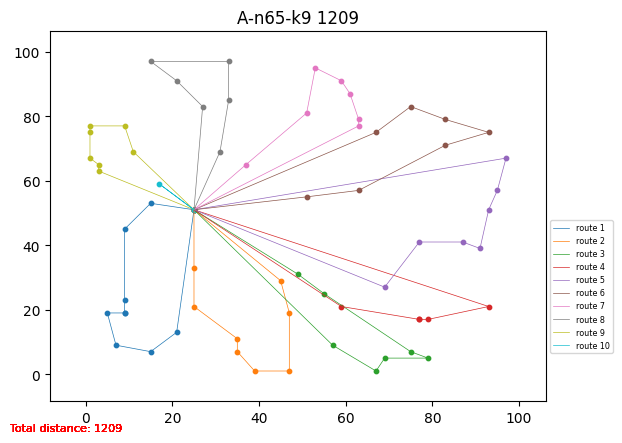 A-n65-k9 1209
100
80
60
40
20
0
0 20 40 60 80 100
route 1
route 2
route 3
route 4
route 5
route 6
route 7
route 8
route 9
route 10
Total distance: 1209